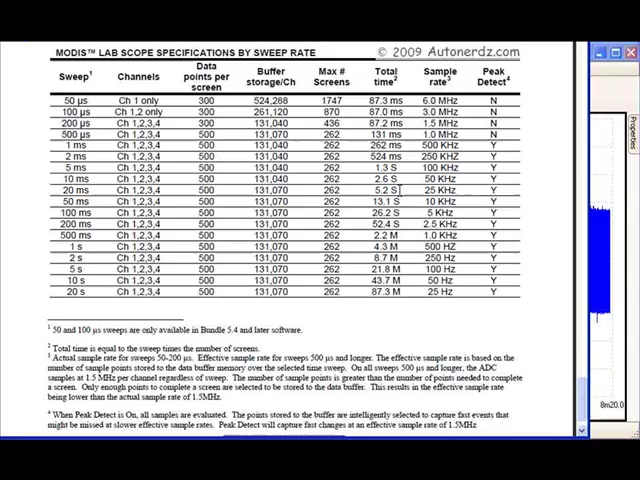 MODIS™ LAB SCOPE SPECIFICATIONS BY SWEEP RATE
© 2009 Autonerdz.com
Sweep1 Channels Data points per screen Buffer storage/Ch Max # Screens Total time2 Sample rate3 Peak Detect4
50 µs Ch 1 only 300 524,288 1747 87.3 ms 6.0 MHz N
100 µs Ch 1,2 only 300 261,120 870 87.0 ms 3.0 MHz N
200 µs Ch 1,2,3,4 300 131,040 436 87.2 ms 1.5 MHz N
500 µs Ch 1,2,3,4 500 131,070 262 131 ms 1.0 MHz N
1 ms Ch 1,2,3,4 500 131,040 262 262 ms 500 KHz Y
2 ms Ch 1,2,3,4 500 131,040 262 524 ms 250 KHZ Y
5 ms Ch 1,2,3,4 500 131,040 262 1.3 S 100 KHz Y
10 ms Ch 1,2,3,4 500 131,040 262 2.6 S 50 KHz Y
20 ms Ch 1,2,3,4 500 131,070 262 5.2 S 25 KHz Y
50 ms Ch 1,2,3,4 500 131,070 262 13.1 S 10 KHz Y
100 ms Ch 1,2,3,4 500 131,070 262 26.2 S 5 KHz Y
200 ms Ch 1,2,3,4 500 131,070 262 52.4 S 2.5 KHz Y
500 ms Ch 1,2,3,4 500 131,070 262 2.2 M 1.0 KHz Y
1 s Ch 1,2,3,4 500 131,070 262 4.3 M 500 HZ Y
2 s Ch 1,2,3,4 500 131,070 262 8.7 M 250 Hz Y
5 s Ch 1,2,3,4 500 131,070 262 21.8 M 100 Hz Y
10 s Ch 1,2,3,4 500 131,070 262 43.7 M 50 Hz Y
20 s Ch 1,2,3,4 500 131,070 262 87.3 M 25 Hz Y
1 50 and 100 µs sweeps are only available in Bundle 5.4 and later software.
2 Total time is equal to the sweep times the number of screens.
3 Actual sample rate for sweeps 50-200 µs. Effective sample rate for sweeps 500 µs and longer. The effective sample rate is based on the
number of sample points stored to the data buffer memory over the selected time sweep. On all sweeps 500 µs and longer, the ADC
samples at 1.5 MHz per channel regardless of sweep. The number of sample points is greater than the number of points needed to complete
a screen. Only enough points to complete a screen are selected to be stored to the data buffer. This results in the effective sample rate
being lower than the actual sample rate of 1.5MHz.
4 When Peak Detect is On, all samples are evaluated. The points stored to the buffer are intelligently selected to capture fast events that
might be missed at slower effective sample rates. Peak Detect will capture fast changes at an effective sample rate of 1.5MHz
Properties
8m20.0